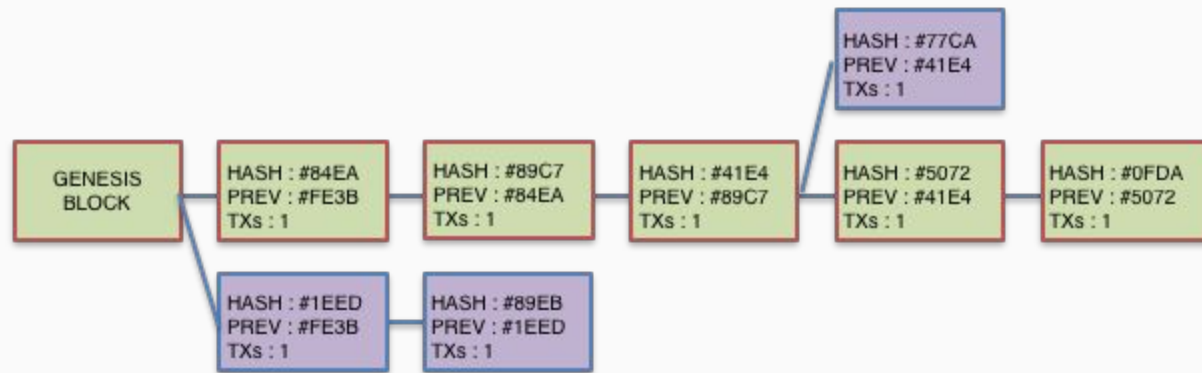 HASH : #77CA
PREV : #41E4
TXs : 1
GENESIS
BLOCK
HASH : #84EA
PREV : #FE3B
TXs : 1
HASH : #89C7
PREV : #84EA
TXs : 1
HASH : #41E4
PREV : #89C7
TXs : 1
HASH : #5072
PREV : #41E4
TXs : 1
HASH : #0FDA
PREV : #5072
TXs : 1
HASH : #1EED
PREV : #FE3B
TXs : 1
HASH : #89EB
PREV : #1EED
TXs : 1